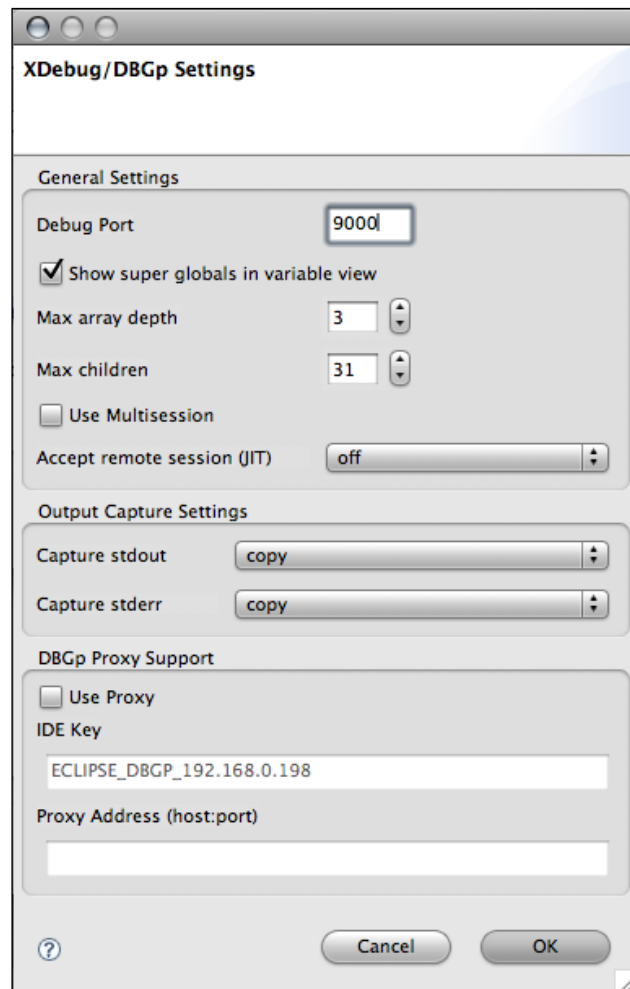 XDebug/DBGp Settings
General Settings
Debug Port 9000
Show super globals in variable view
Max array depth 3
Max children 31
Use Multisession
Accept remote session (JIT) off
Output Capture Settings
Capture stdout copy
Capture stderr copy
DBGp Proxy Support
Use Proxy
IDE Key
ECLIPSE_DBGP_192.168.0.198
Proxy Address (host:port)
? Cancel OK